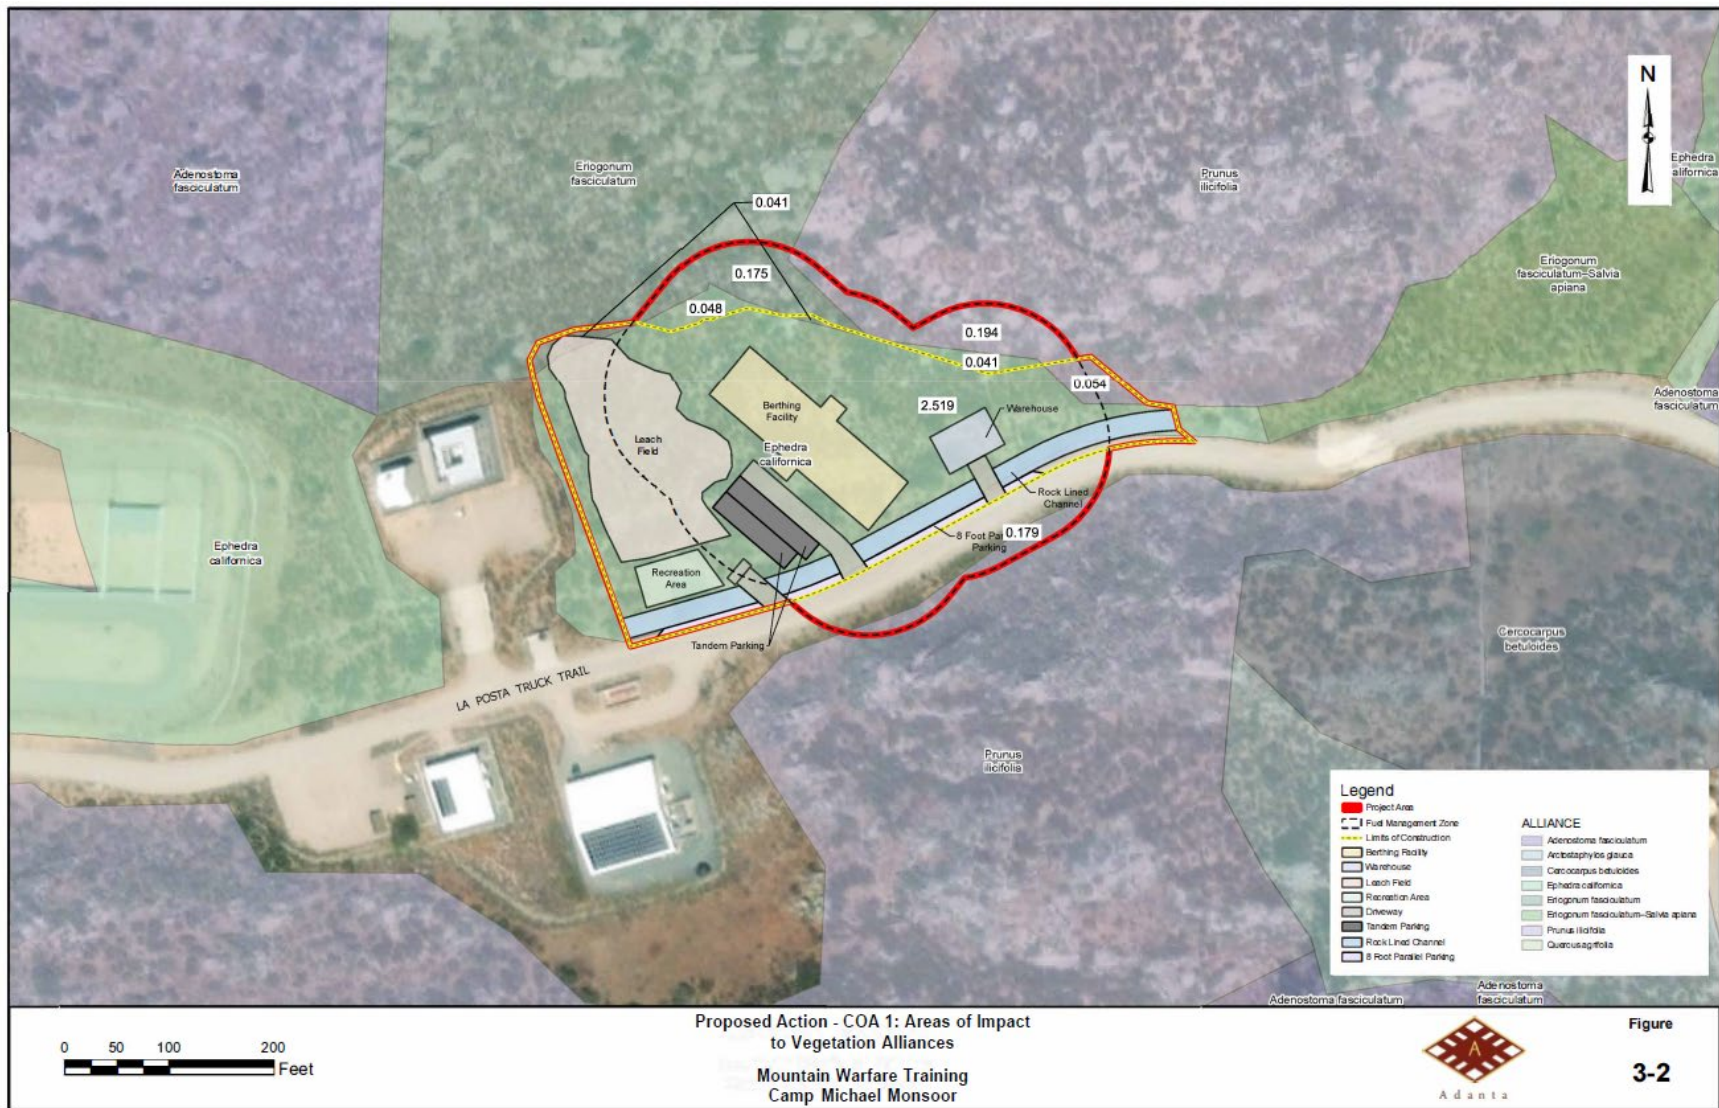 N
Adenostoma
fasciculatum
Eriogonum
fasciculatum
Prunus
ilicifolia
Ephedra
alifornica
0.041
0.175
Eriogonum
fasciculatum–Salvia
apiana
0.048
0.194
0.041
0.054
Adenostoma
fasciculatum
2.519
Warehouse
Berthing
Facility
Leach
Field
Ephedra
californica
Rock Lined
Channel
0.179
8 Foot Pa
Parking
Ephedra
californica
Recreation
Area
Tandem Parking
Cercocarpus
betuloides
LA POSTA TRUCK TRAIL
Prunus
ilicifolia
Legend
Project Area
Fuel Management Zone
Limits of Construction
Berthing Facility
Warehouse
Leach Field
Recreation Area
Driveway
Tandem Parking
Rock Lined Channel
8 Foot Parallel Parking
ALLIANCE
Adenostoma fasciculatum
Arctostaphylos glauca
Cercocarpus betuloides
Ephedra californica
Eriogonum fasciculatum
Eriogonum fasciculatum–Salvia apiana
Prunus ilicifolia
Quercus agrifolia
Adenostoma fasciculatum
Adenostoma
fasciculatum
0 50 100 200
Feet
Proposed Action - COA 1: Areas of Impact
to Vegetation Alliances
Mountain Warfare Training
Camp Michael Monsoor
A
Adanta
Figure
3-2